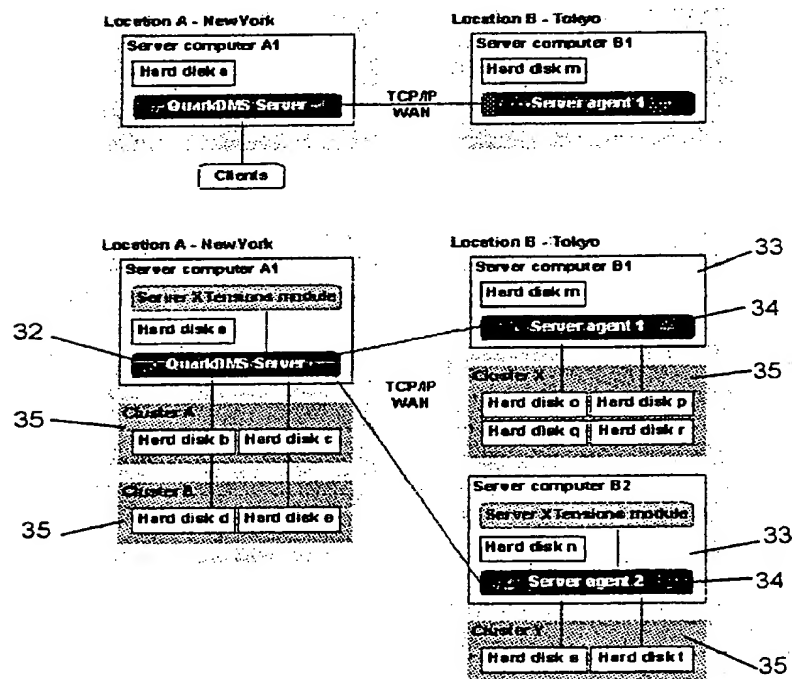 Location A - New York
Server computer A1
Hard disk a
QuarkDMS Server
Clients
TCP/IP
WAN
Location B - Tokyo
Server computer B1
Hard disk m
Server agent 1
Location A - New York
Server computer A1
Server XTensions module
Hard disk a
32
QuarkDMS Server
35
Cluster A
Hard disk b
Hard disk c
Cluster B
35
Hard disk d
Hard disk e
TCP/IP
WAN
Location B - Tokyo
Server computer B1
33
Hard disk m
34
Server agent 1
Cluster X
35
Hard disk o
Hard disk p
Hard disk q
Hard disk r
Server computer B2
Server XTensions module
33
Hard disk n
Server agent 2
34
Cluster Y
35
Hard disk s
Hard disk t